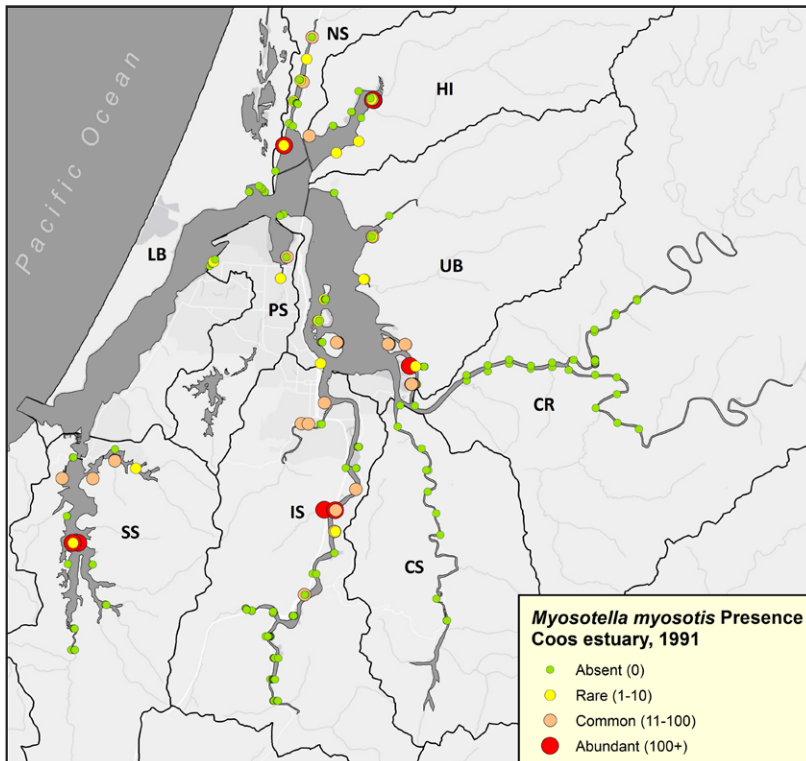 NS
HI
Pacific Ocean
LB
UB
PS
CR
IS
SS
CS
Myosotella myosotis Presence
Coos estuary, 1991
Absent (0)
Rare (1-10)
Common (11-100)
Abundant (100+)